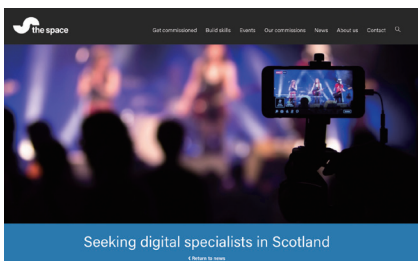 the space
Get commissioned Build skills Events Our commissions News About us Contact
Seeking digital specialists in Scotland
Return to news